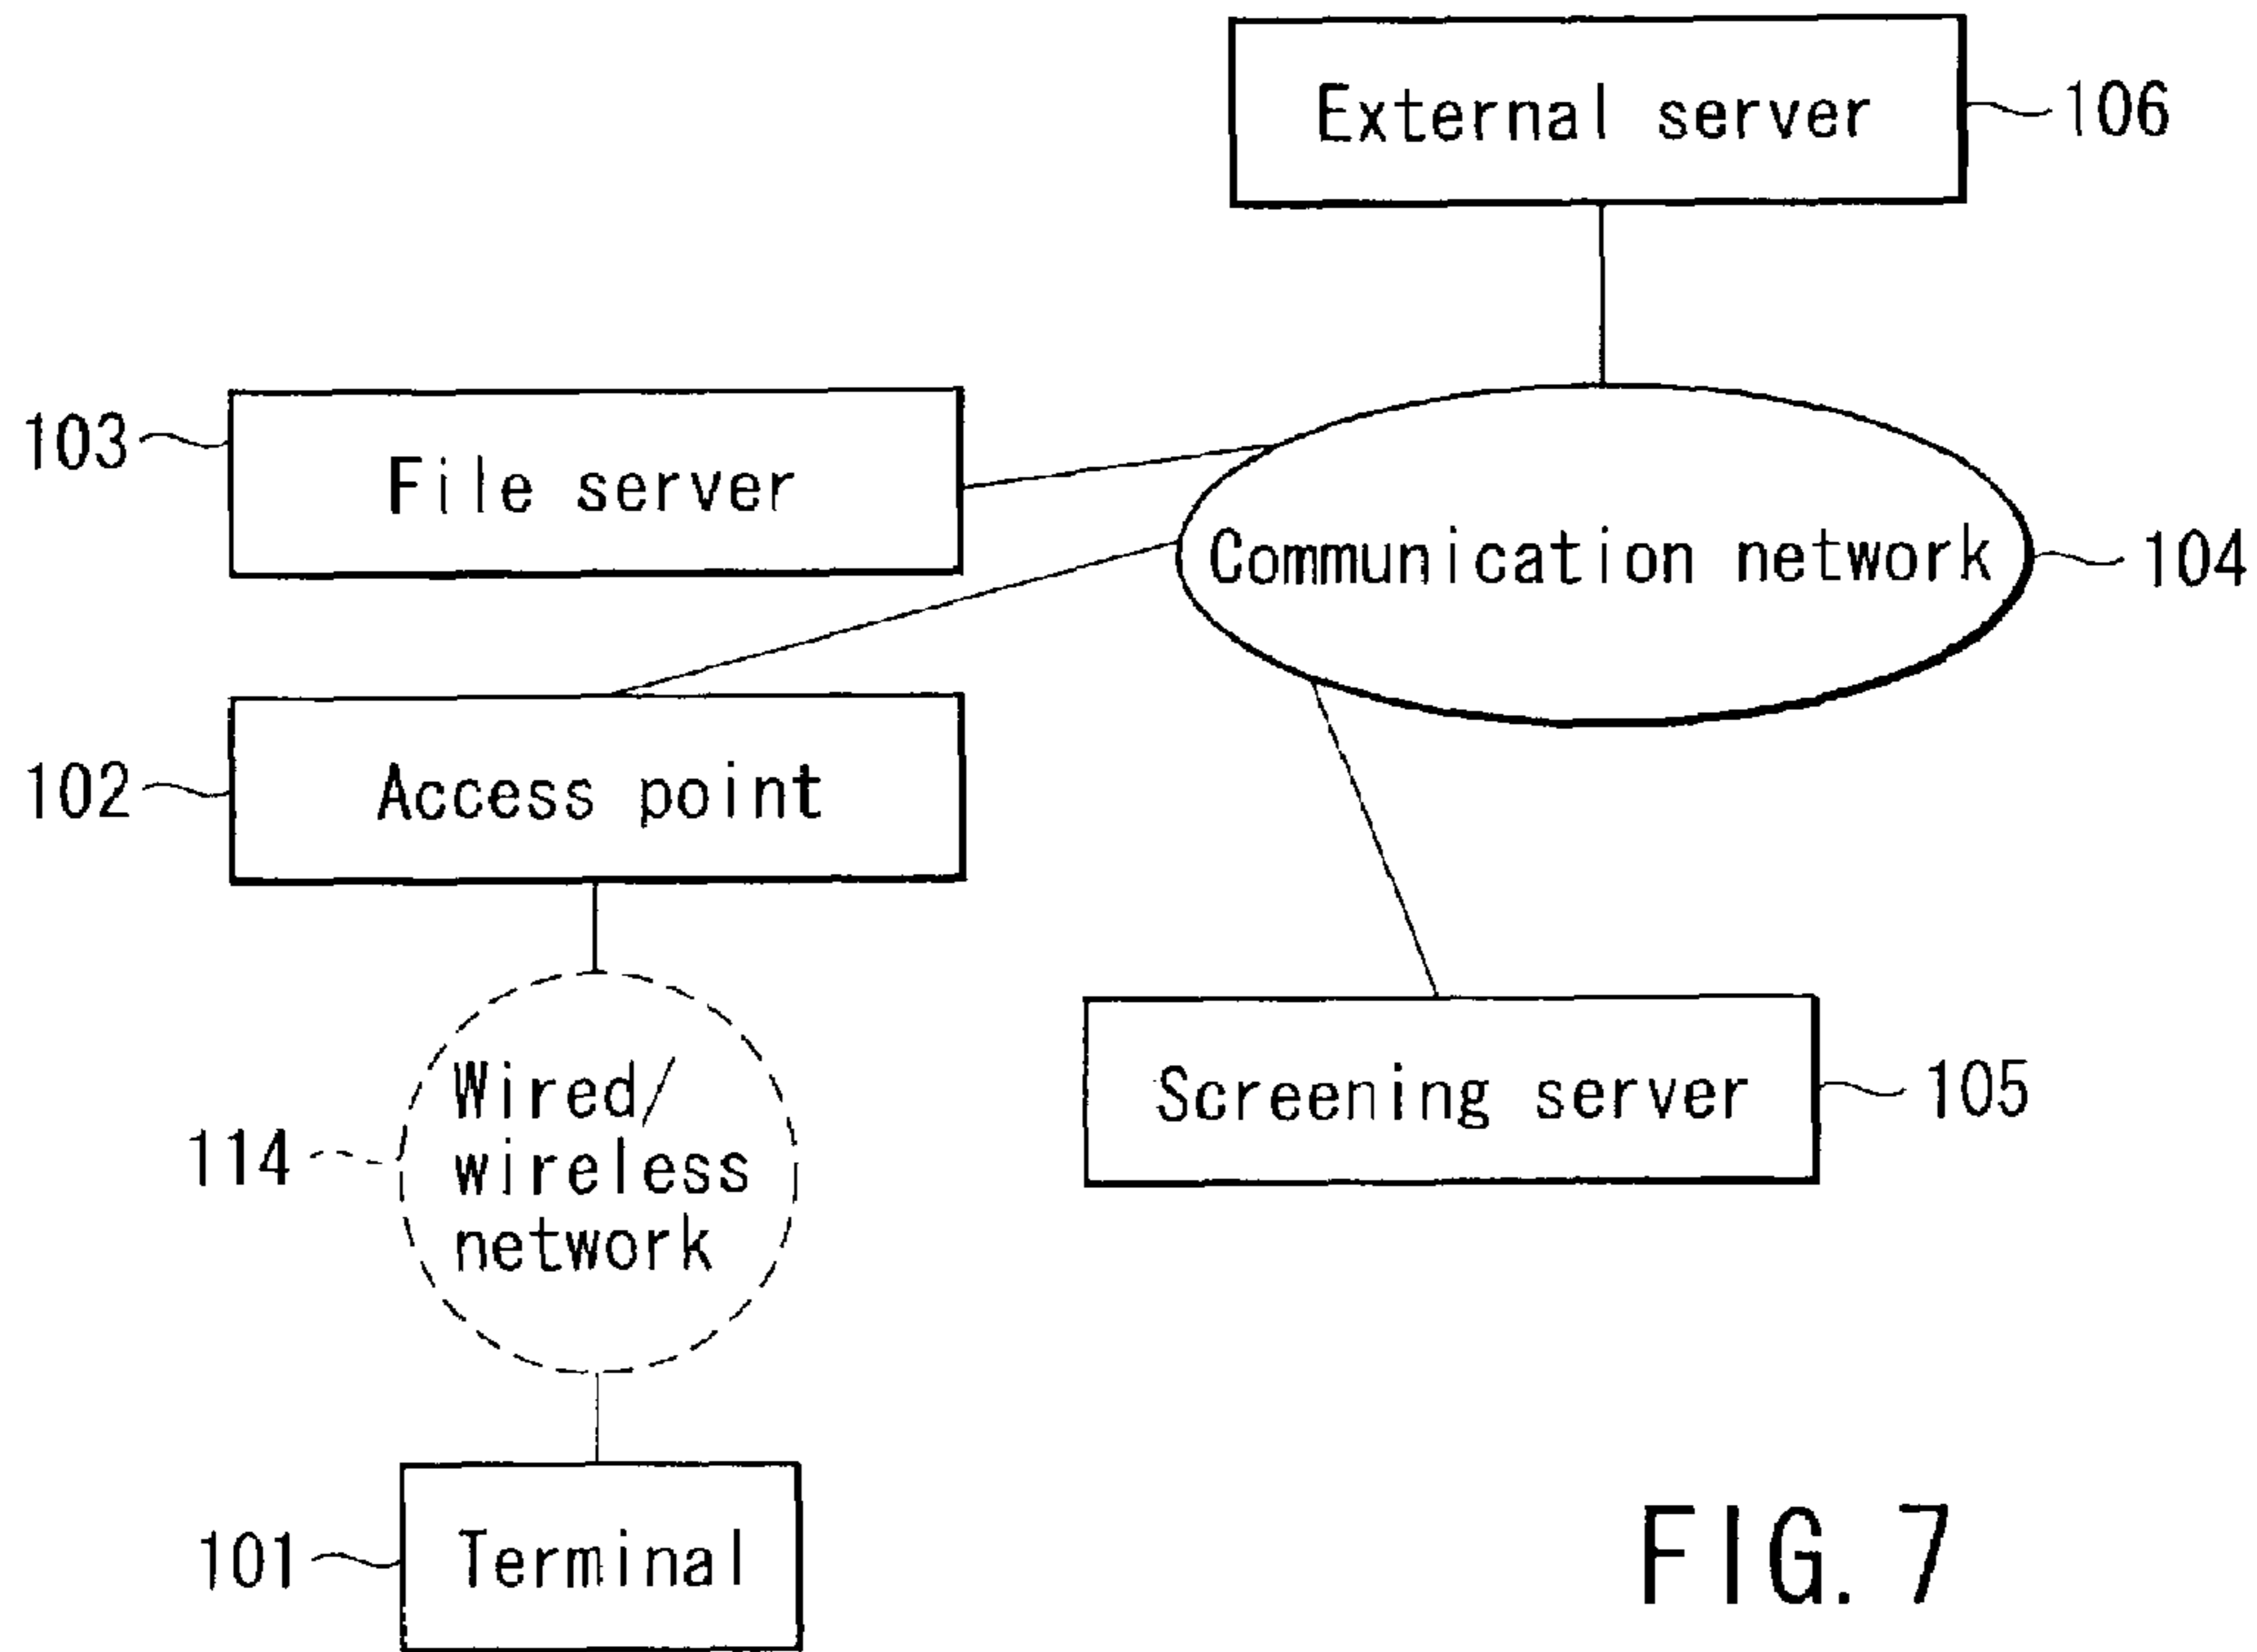 External server
106
103
File server
Communication network
104
102
Access point
Wired/
wireless
network
114
Screening server
105
101
Terminal
FIG. 7